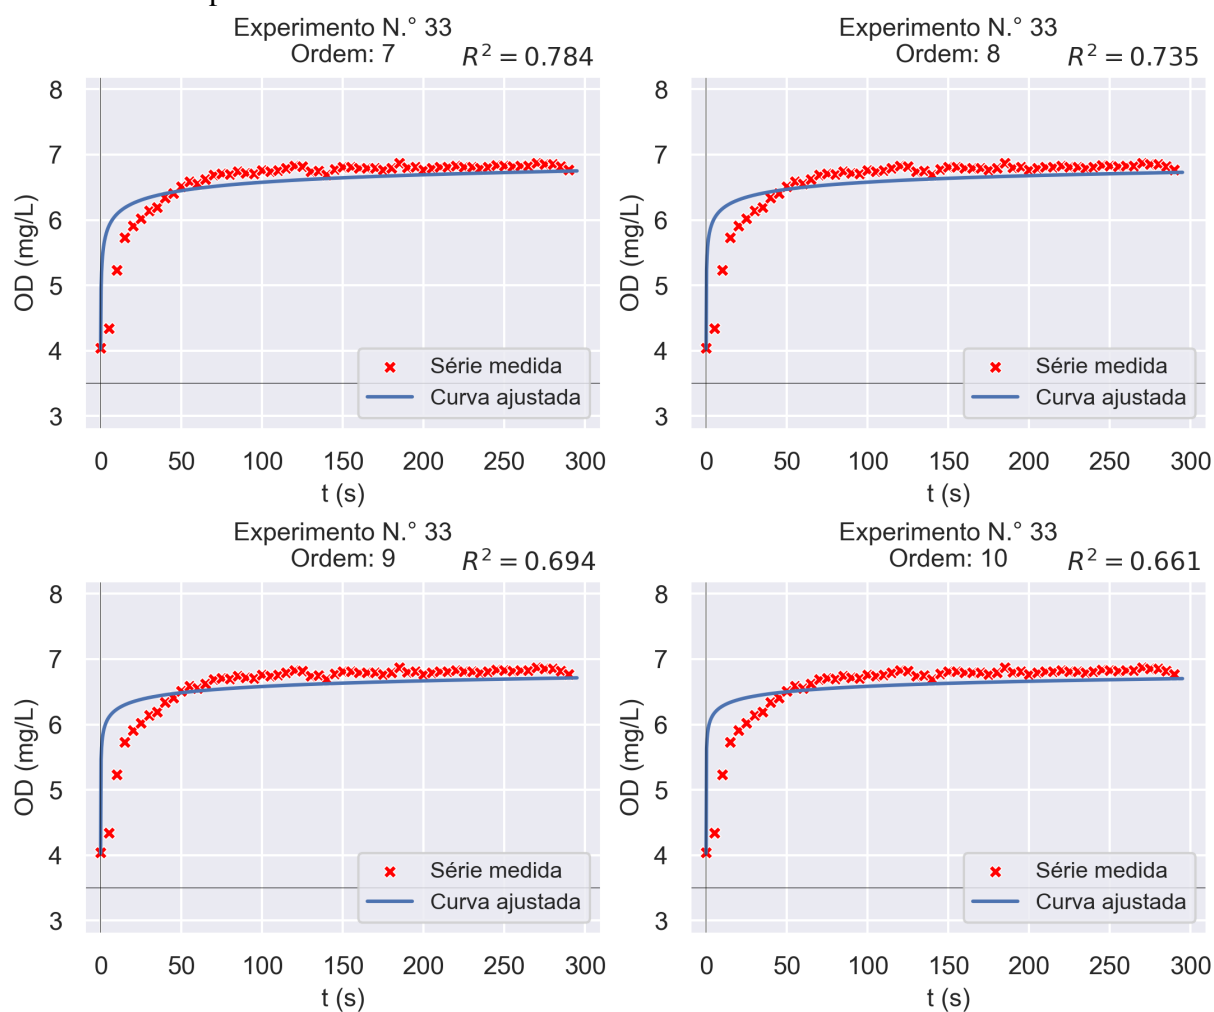 Experimento N.° 33
Ordem: 7
R² = 0.784
8
7
6
5
4
3
OD (mg/L)
Série medida
Curva ajustada
0 50 100 150 200 250 300
t (s)
Experimento N.° 33
Ordem: 8
R² = 0.735
8
7
6
5
4
3
OD (mg/L)
Série medida
Curva ajustada
0 50 100 150 200 250 300
t (s)
Experimento N.° 33
Ordem: 9
R² = 0.694
8
7
6
5
4
3
OD (mg/L)
Série medida
Curva ajustada
0 50 100 150 200 250 300
t (s)
Experimento N.° 33
Ordem: 10
R² = 0.661
8
7
6
5
4
3
OD (mg/L)
Série medida
Curva ajustada
0 50 100 150 200 250 300
t (s)